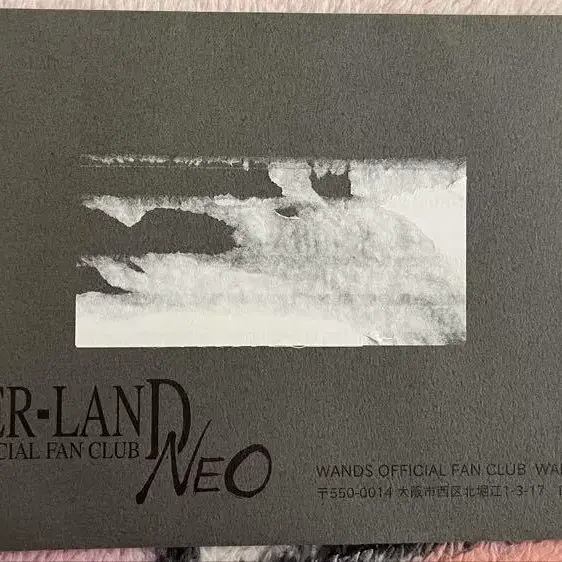 ER-LAND
CIAL FAN CLUB
NEO
WANDS OFFICIAL FAN CLUB WA
〒550-0014 大阪市西区北堀江1-3-17